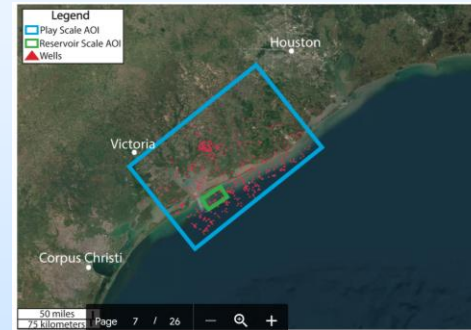 Legend
Play Scale AOI
Reservoir Scale AOI
Wells
Houston
Victoria
Corpus Christi
50 miles
75 kilometers
Page 7 / 26